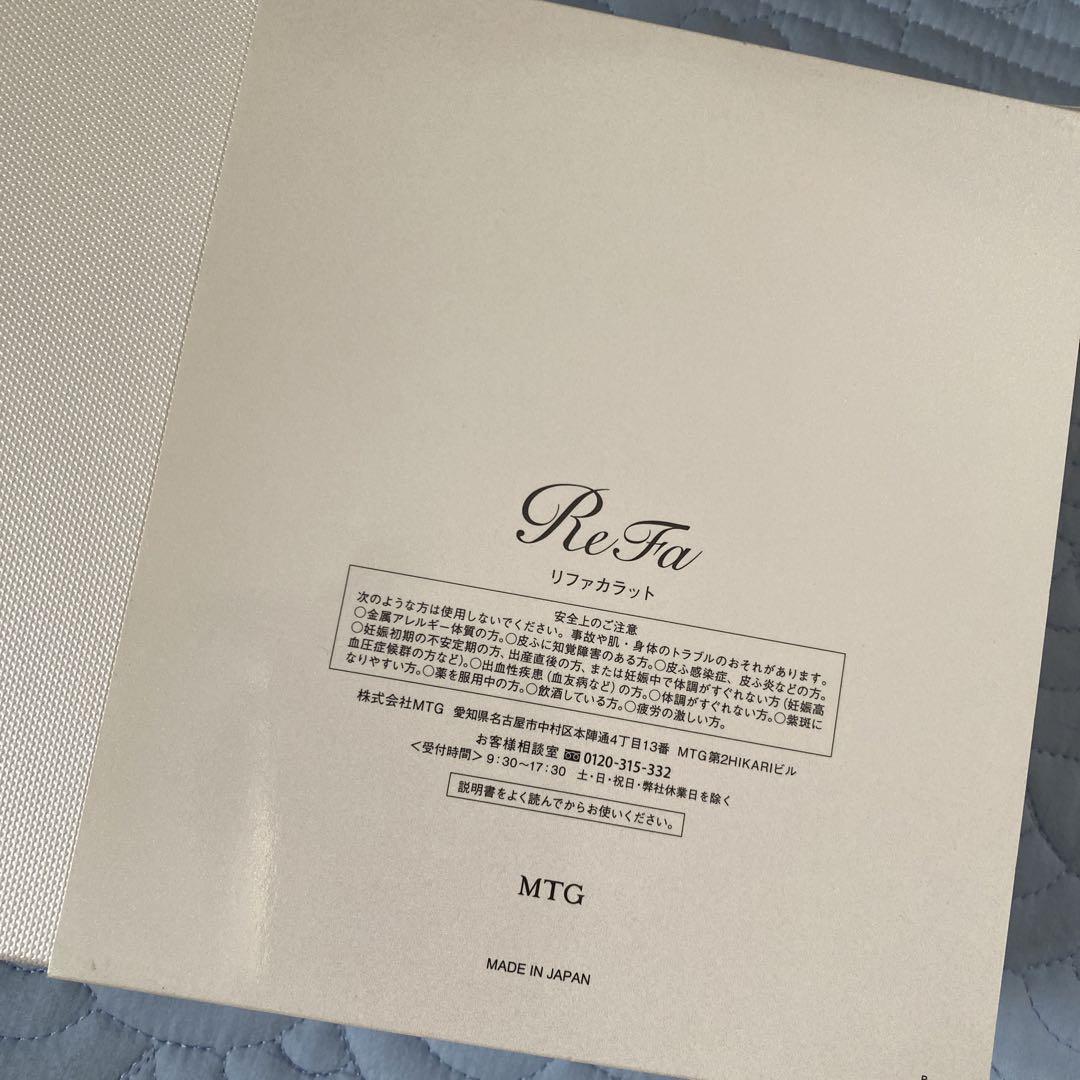 ReFa
リファカラット
安全上のご注意
次のような方は使用しないでください。事故や肌・身体のトラブルのおそれがあります。
○金属アレルギー体質の方。○皮ふに知覚障害のある方。○皮ふ感染症、皮ふ炎などの方。
○妊娠初期の不安定期の方、出産直後の方、または妊娠中で体調がすぐれない方(妊娠高
血圧症候群の方など)。○出血性疾患(血友病など)の方。○体調がすぐれない方。○紫斑に
なりやすい方。○薬を服用中の方。○飲酒している方。○疲労の激しい方。
株式会社MTG 愛知県名古屋市中村区本陣通4丁目13番 MTG第2HIKARIビル
お客様相談室 0120-315-332
<受付時間>9:30〜17:30 土・日・祝日・弊社休業日を除く
説明書をよく読んでからお使いください。
MTG
MADE IN JAPAN